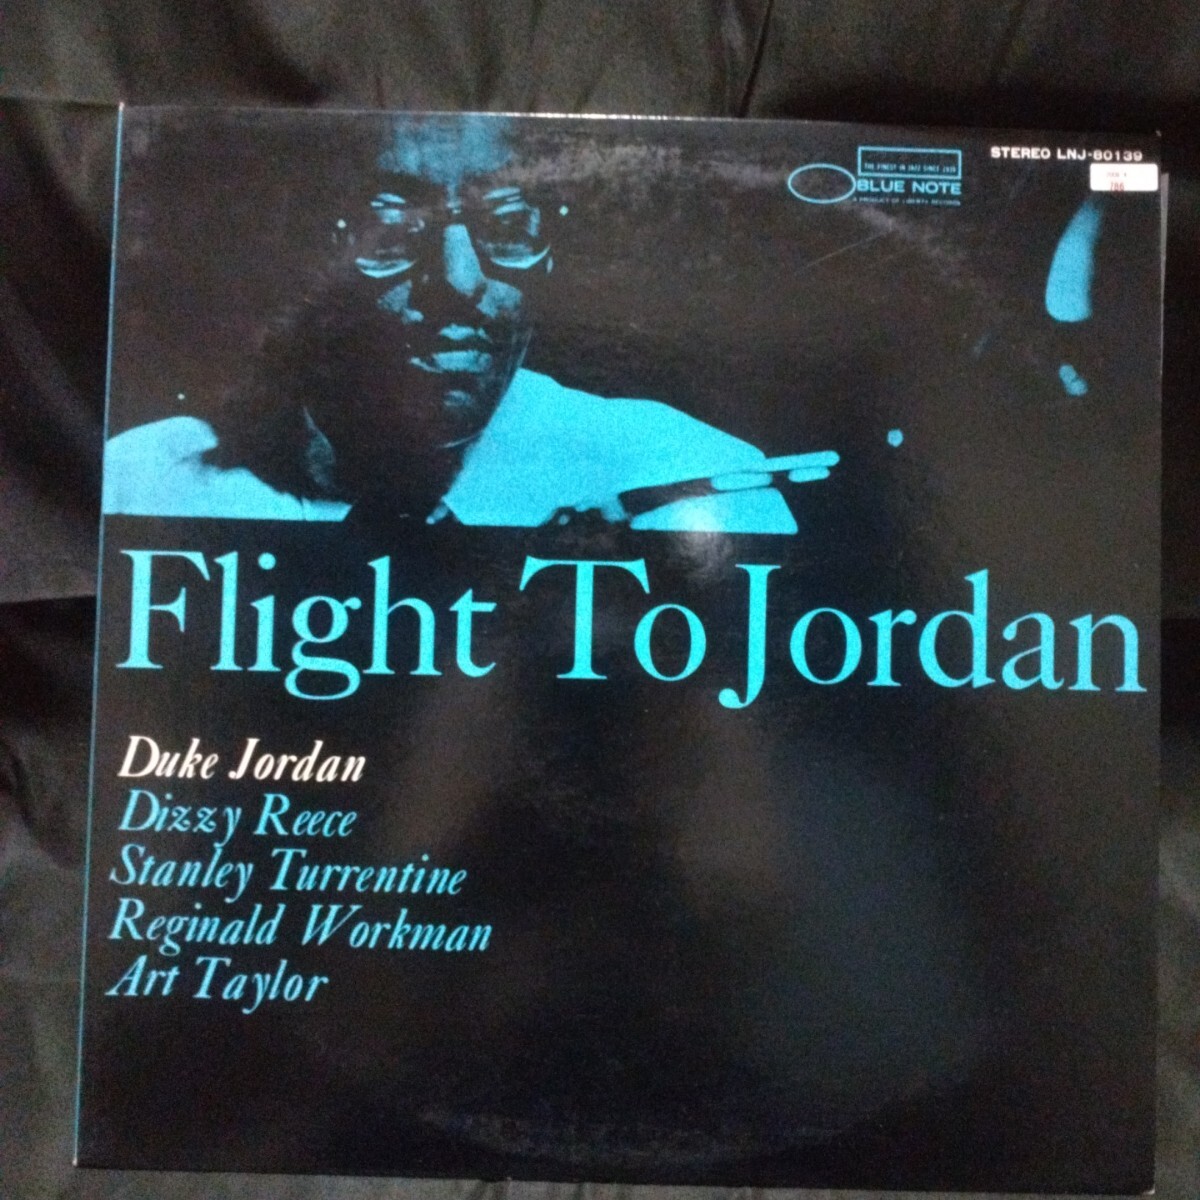 STEREO LNJ-80139
THE FINEST IN JAZZ SINCE 1939
BLUE NOTE
A PRODUCT OF LIBERTY RECORDS
Flight To Jordan
Duke Jordan
Dizzy Reece
Stanley Turrentine
Reginald Workman
Art Taylor